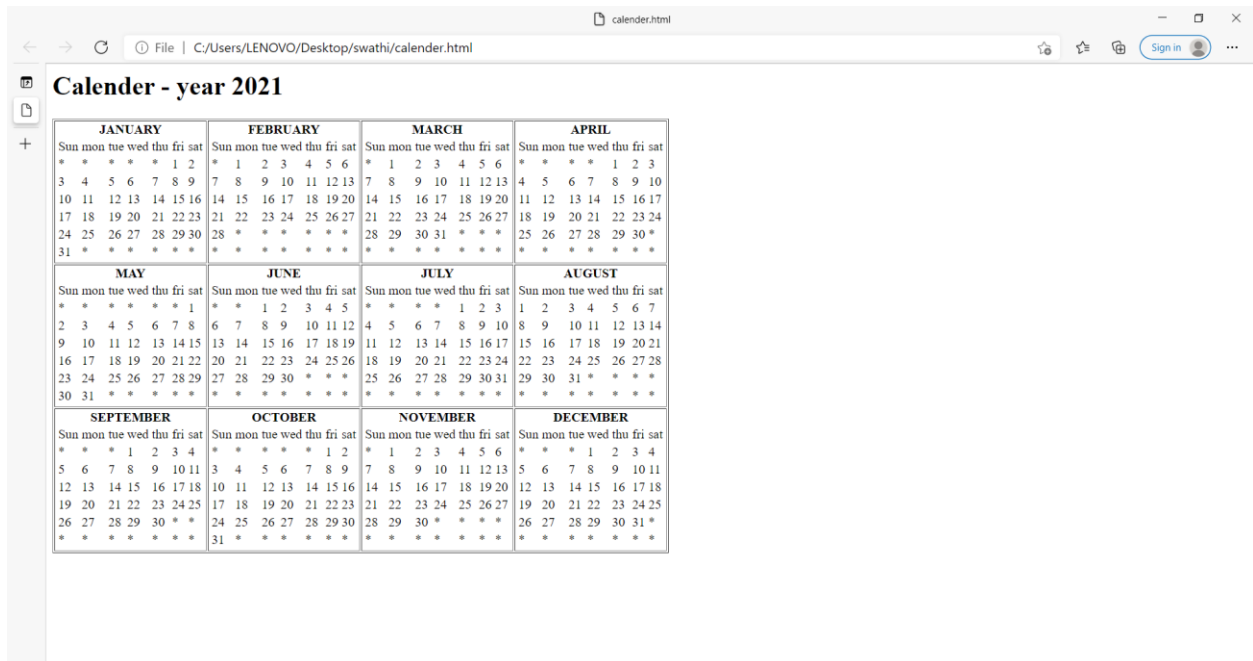 calender.html
File | C:/Users/LENOVO/Desktop/swathi/calender.html
Sign in
Calender - year 2021
JANUARY FEBRUARY MARCH APRIL
Sun mon tue wed thu fri sat Sun mon tue wed thu fri sat Sun mon tue wed thu fri sat Sun mon tue wed thu fri sat
* * * * * 1 2 * 1 2 3 4 5 6 * 1 2 3 4 5 6 * * * * 1 2 3
3 4 5 6 7 8 9 7 8 9 10 11 12 13 7 8 9 10 11 12 13 4 5 6 7 8 9 10
10 11 12 13 14 15 16 14 15 16 17 18 19 20 14 15 16 17 18 19 20 11 12 13 14 15 16 17
17 18 19 20 21 22 23 21 22 23 24 25 26 27 21 22 23 24 25 26 27 18 19 20 21 22 23 24
24 25 26 27 28 29 30 28 * * * * * * 28 29 30 31 * * * 25 26 27 28 29 30 *
31 * * * * * * * * * * * * * * * * * * * * * * * * * * *
MAY JUNE JULY AUGUST
Sun mon tue wed thu fri sat Sun mon tue wed thu fri sat Sun mon tue wed thu fri sat Sun mon tue wed thu fri sat
* * * * * * 1 * * 1 2 3 4 5 * * * * 1 2 3 1 2 3 4 5 6 7
2 3 4 5 6 7 8 6 7 8 9 10 11 12 4 5 6 7 8 9 10 8 9 10 11 12 13 14
9 10 11 12 13 14 15 13 14 15 16 17 18 19 11 12 13 14 15 16 17 15 16 17 18 19 20 21
16 17 18 19 20 21 22 20 21 22 23 24 25 26 18 19 20 21 22 23 24 22 23 24 25 26 27 28
23 24 25 26 27 28 29 27 28 29 30 * * * 25 26 27 28 29 30 31 29 30 31 * * * *
30 31 * * * * * * * * * * * * * * * * * * * * * * * * * *
SEPTEMBER OCTOBER NOVEMBER DECEMBER
Sun mon tue wed thu fri sat Sun mon tue wed thu fri sat Sun mon tue wed thu fri sat Sun mon tue wed thu fri sat
* * * 1 2 3 4 * * * * * 1 2 * 1 2 3 4 5 6 * * * 1 2 3 4
5 6 7 8 9 10 11 3 4 5 6 7 8 9 7 8 9 10 11 12 13 5 6 7 8 9 10 11
12 13 14 15 16 17 18 10 11 12 13 14 15 16 14 15 16 17 18 19 20 12 13 14 15 16 17 18
19 20 21 22 23 24 25 17 18 19 20 21 22 23 21 22 23 24 25 26 27 19 20 21 22 23 24 25
26 27 28 29 30 * * 24 25 26 27 28 29 30 28 29 30 * * * * 26 27 28 29 30 31 *
* * * * * * * 31 * * * * * * * * * * * * * * * * * * * *